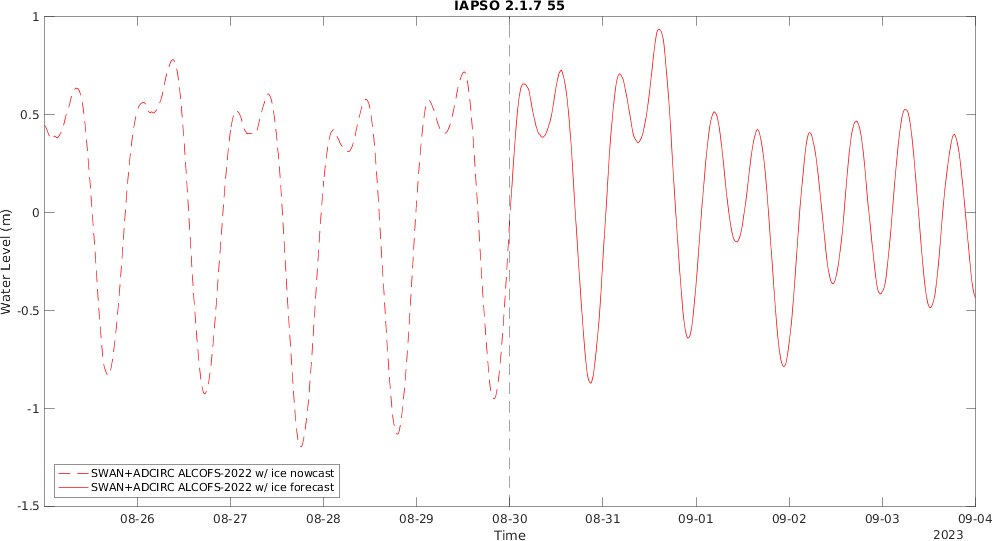 IAPSO 2.1.7 55
1
0.5
0
-0.5
-1
-1.5
Water Level (m)
SWAN+ADCIRC ALCOFS-2022 w/ ice nowcast
SWAN+ADCIRC ALCOFS-2022 w/ ice forecast
08-26 08-27 08-28 08-29 08-30 08-31 09-01 09-02 09-03 09-04
Time
2023